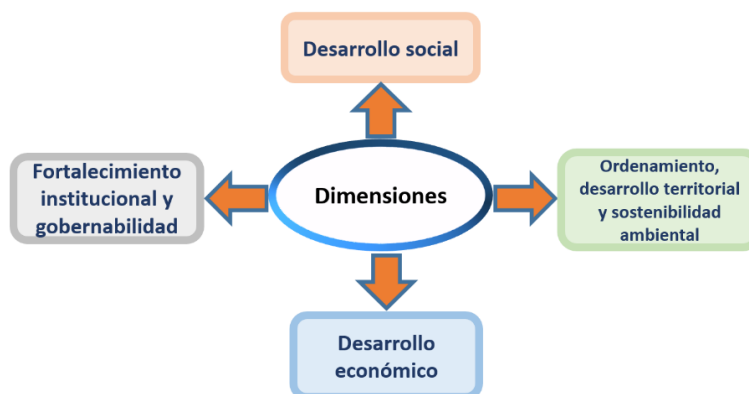 Desarrollo social
Fortalecimiento
institucional y
gobernabilidad
Dimensiones
Ordenamiento,
desarrollo territorial
y sostenibilidad
ambiental
Desarrollo
económico